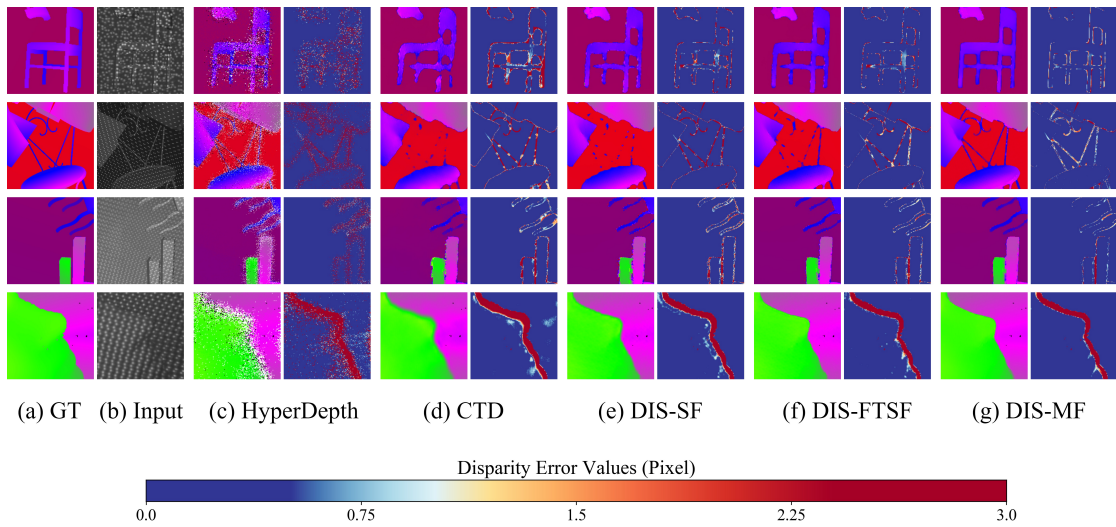 (a) GT (b) Input (c) HyperDepth (d) CTD (e) DIS-SF (f) DIS-FTSF (g) DIS-MF
Disparity Error Values (Pixel)
0.0 0.75 1.5 2.25 3.0